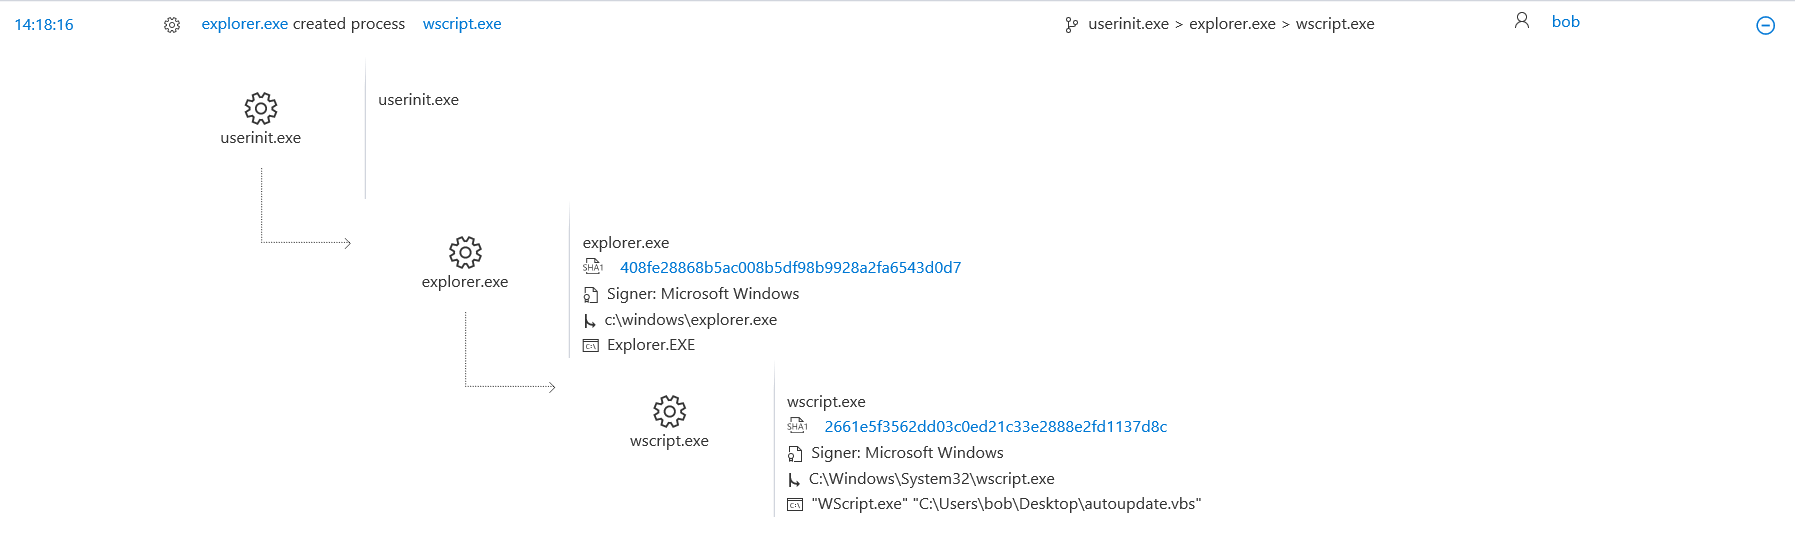 14:18:16 explorer.exe created process wscript.exe userinit.exe > explorer.exe > wscript.exe bob
userinit.exe
userinit.exe
explorer.exe
SHA1 408fe28868b5ac008b5df98b9928a2fa6543d0d7
explorer.exe
Signer: Microsoft Windows
c:\windows\explorer.exe
C:\ Explorer.EXE
wscript.exe
SHA1 2661e5f3562dd03c0ed21c33e2888e2fd1137d8c
wscript.exe
Signer: Microsoft Windows
C:\Windows\System32\wscript.exe
C:\ "WScript.exe" "C:\Users\bob\Desktop\autoupdate.vbs"